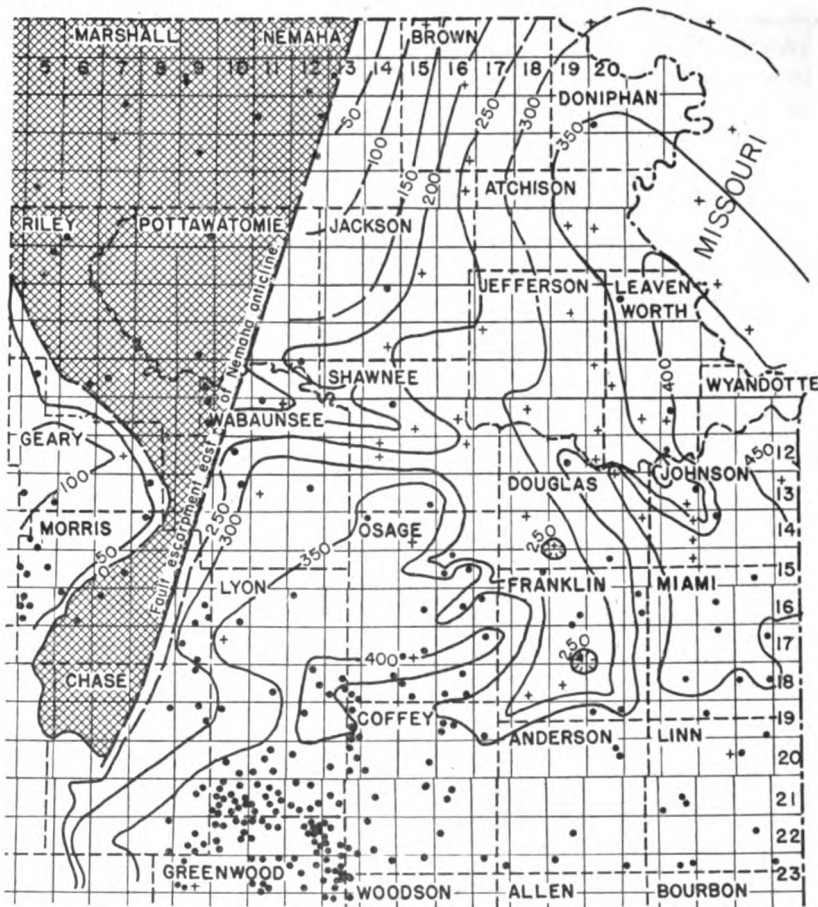 MARSHALL NEMAHA BROWN
5 6 7 8 9 10 11 12 13 14 15 16 17 18 19 20
DONIPHAN
50 250 300
100 350
150
200
ATCHISON
MISSOURI
RILEY POTTAWATOMIE JACKSON
JEFFERSON LEAVEN
WORTH
Fault escarpment east of Nemaha anticline
SHAWNEE 400
WYANDOTTE
WABAUNSEE
GEARY 12
450
100 JOHNSON
250 DOUGLAS 13
300
MORRIS OSAGE 14
250
50 350
LYON FRANKLIN MIAMI 15
16
250 17
400
CHASE 18
COFFEY 19
ANDERSON LINN
20
21
22
GREENWOOD 23
WOODSON ALLEN BOURBON